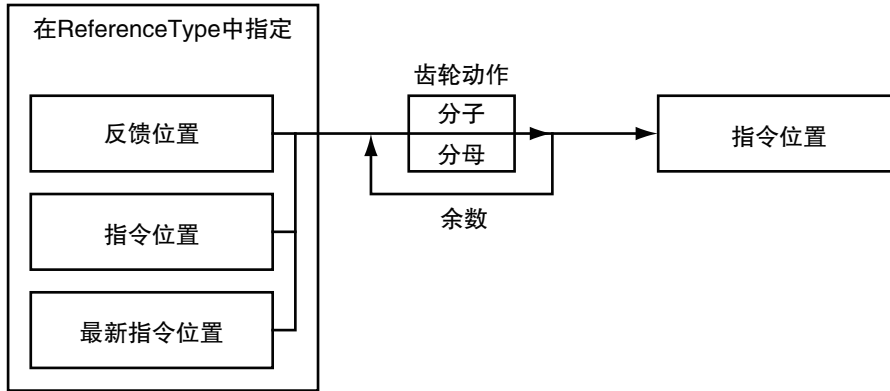 在ReferenceType中指定
反馈位置
指令位置
最新指令位置
齿轮动作
分子
分母
余数
指令位置